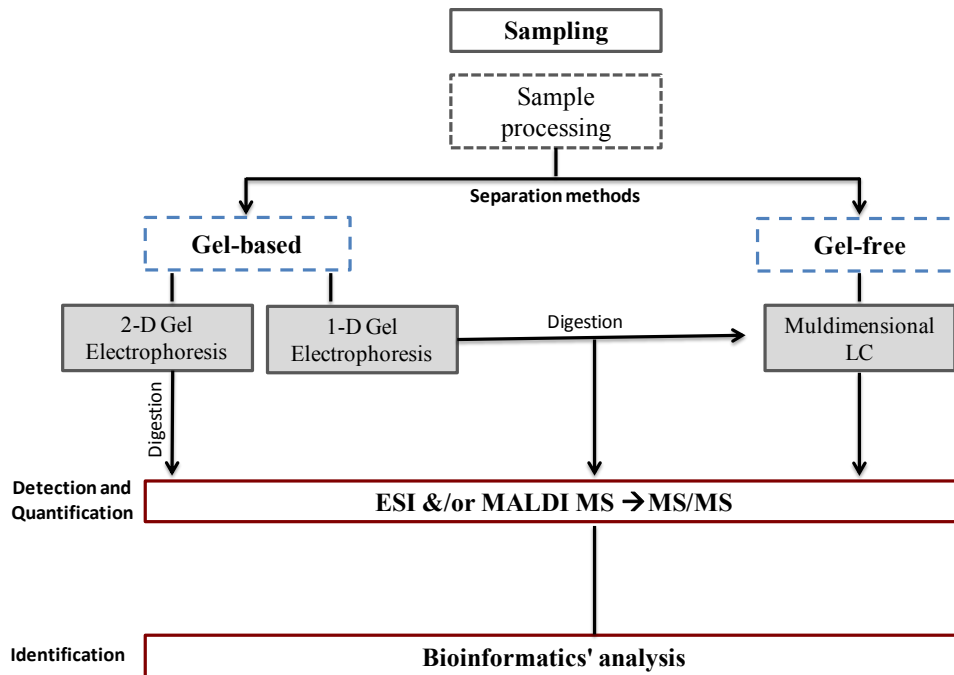 Sampling
Sample
processing
Separation methods
Gel-based
Gel-free
2-D Gel
Electrophoresis
1-D Gel
Electrophoresis
Digestion
Muldimensional
LC
Digestion
Detection and
Quantification
ESI &/or MALDI MS → MS/MS
Identification
Bioinformatics' analysis